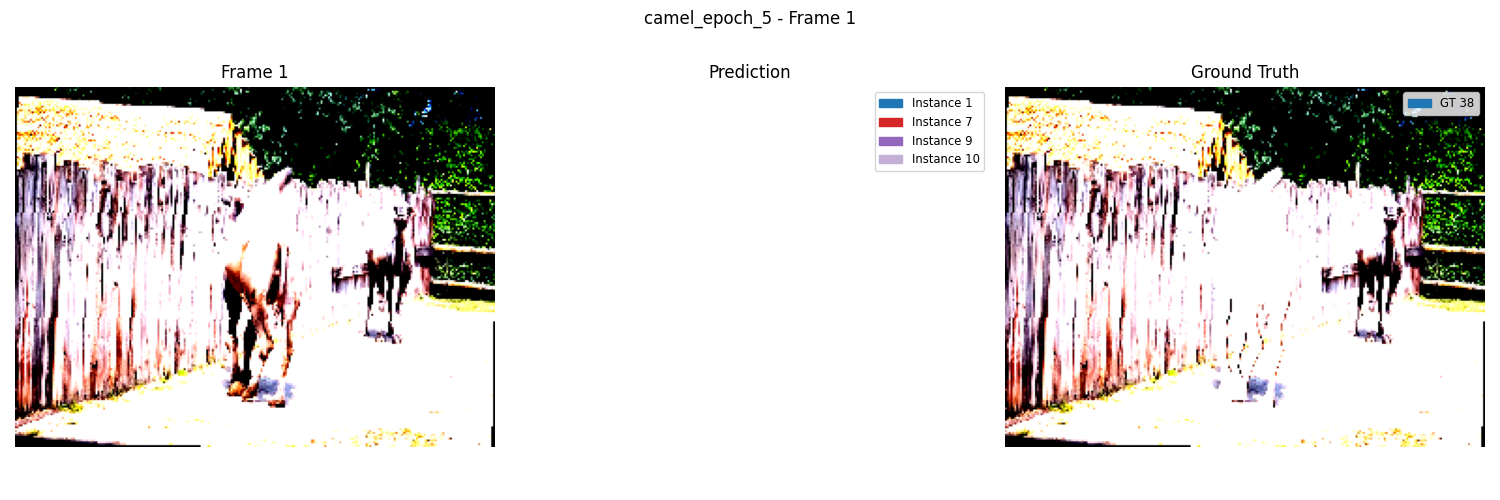 camel_epoch_5 - Frame 1
Frame 1
Prediction
Ground Truth
Instance 1
Instance 7
Instance 9
Instance 10
GT 38